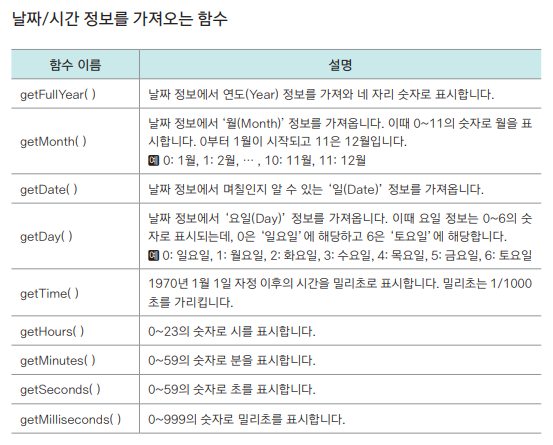 날짜/시간 정보를 가져오는 함수
함수 이름 설명
getFullYear( ) 날짜 정보에서 연도(Year) 정보를 가져와 네 자리 숫자로 표시합니다.
getMonth( ) 날짜 정보에서 ‘월(Month)’ 정보를 가져옵니다. 이때 0~11의 숫자로 월을 표
시합니다. 0부터 1월이 시작되고 11은 12월입니다.
예 0: 1월, 1: 2월, … , 10: 11월, 11: 12월
getDate( ) 날짜 정보에서 며칠인지 알 수 있는 ‘일(Date)’ 정보를 가져옵니다.
getDay( ) 날짜 정보에서 ‘요일(Day)’ 정보를 가져옵니다. 이때 요일 정보는 0~6의 숫
자로 표시되는데, 0은 ‘일요일’에 해당하고 6은 ‘토요일’에 해당합니다.
예 0: 일요일, 1: 월요일, 2: 화요일, 3: 수요일, 4: 목요일, 5: 금요일, 6: 토요일
getTime( ) 1970년 1월 1일 자정 이후의 시간을 밀리초로 표시합니다. 밀리초는 1/1000
초를 가리킵니다.
getHours( ) 0~23의 숫자로 시를 표시합니다.
getMinutes( ) 0~59의 숫자로 분을 표시합니다.
getSeconds( ) 0~59의 숫자로 초를 표시합니다.
getMilliseconds( ) 0~999의 숫자로 밀리초를 표시합니다.